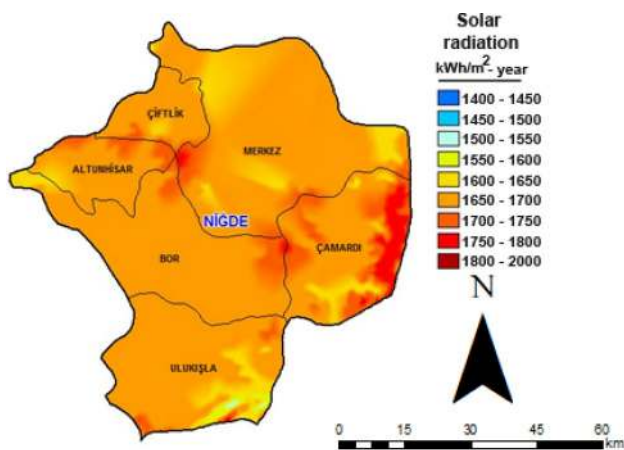 Solar
radiation
kWh/m² - year
1400 - 1450
1450 - 1500
1500 - 1550
1550 - 1600
1600 - 1650
1650 - 1700
1700 - 1750
1750 - 1800
1800 - 2000
ÇİFTLİK
MERKEZ
ALTUNHİSAR
NİĞDE
ÇAMARDI
BOR
ULUKIŞLA
N
0 15 30 45 60
km